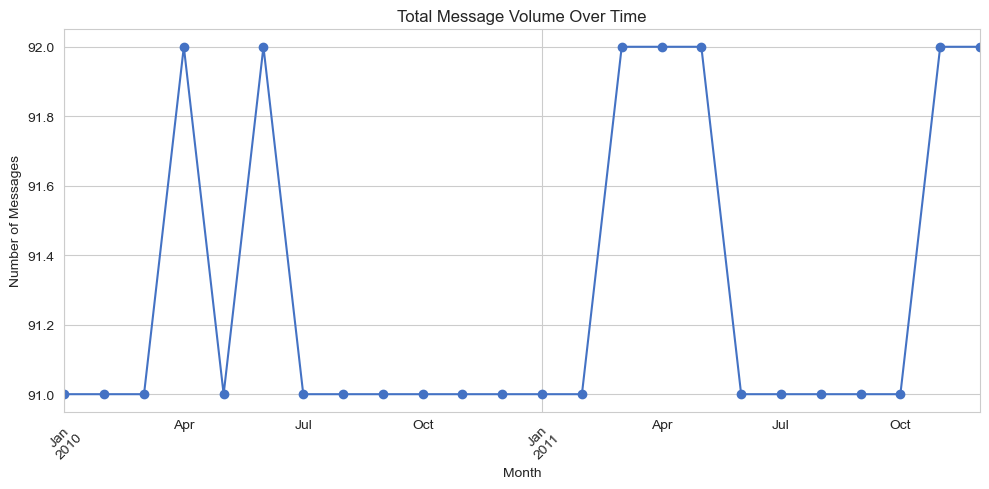 Total Message Volume Over Time
Number of Messages
92.0
91.8
91.6
91.4
91.2
91.0
Jan
2010
Apr
Jul
Oct
Jan
2011
Apr
Jul
Oct
Month